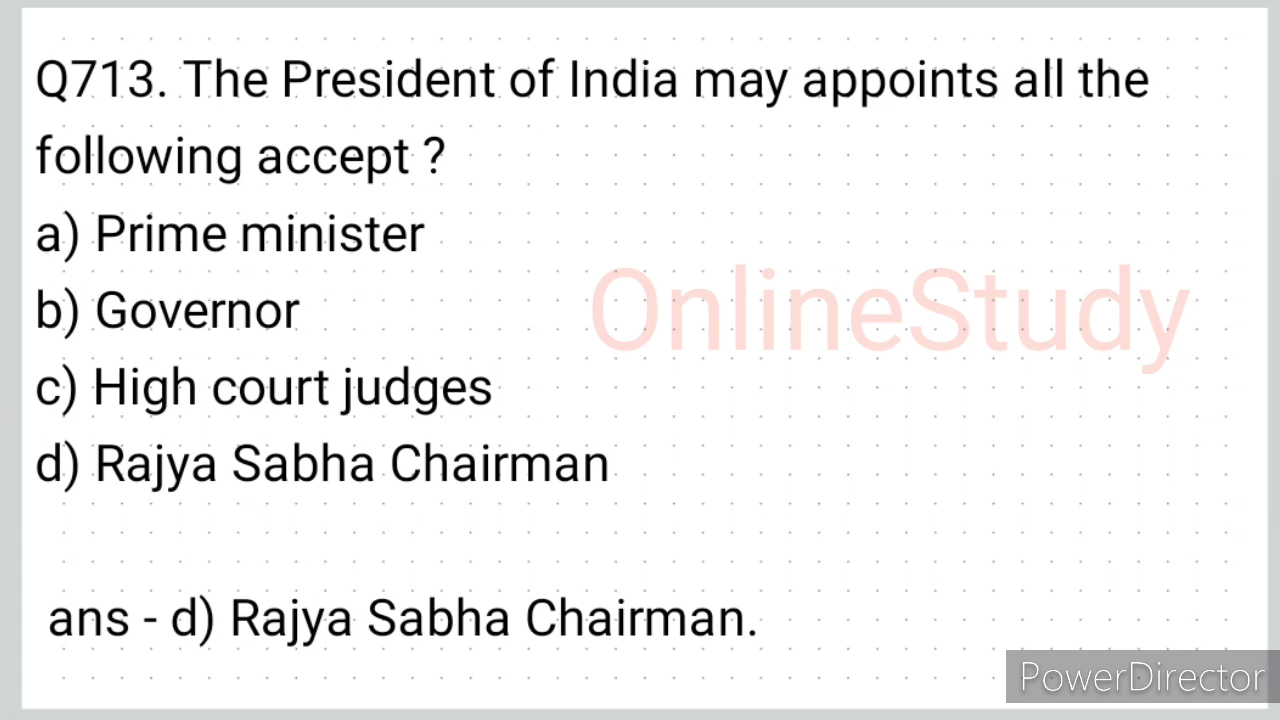 Q713. The President of India may appoints all the
following accept ?
a) Prime minister
b) Governor
OnlineStudy
c) High court judges
d) Rajya Sabha Chairman
ans - d) Rajya Sabha Chairman.
PowerDirector